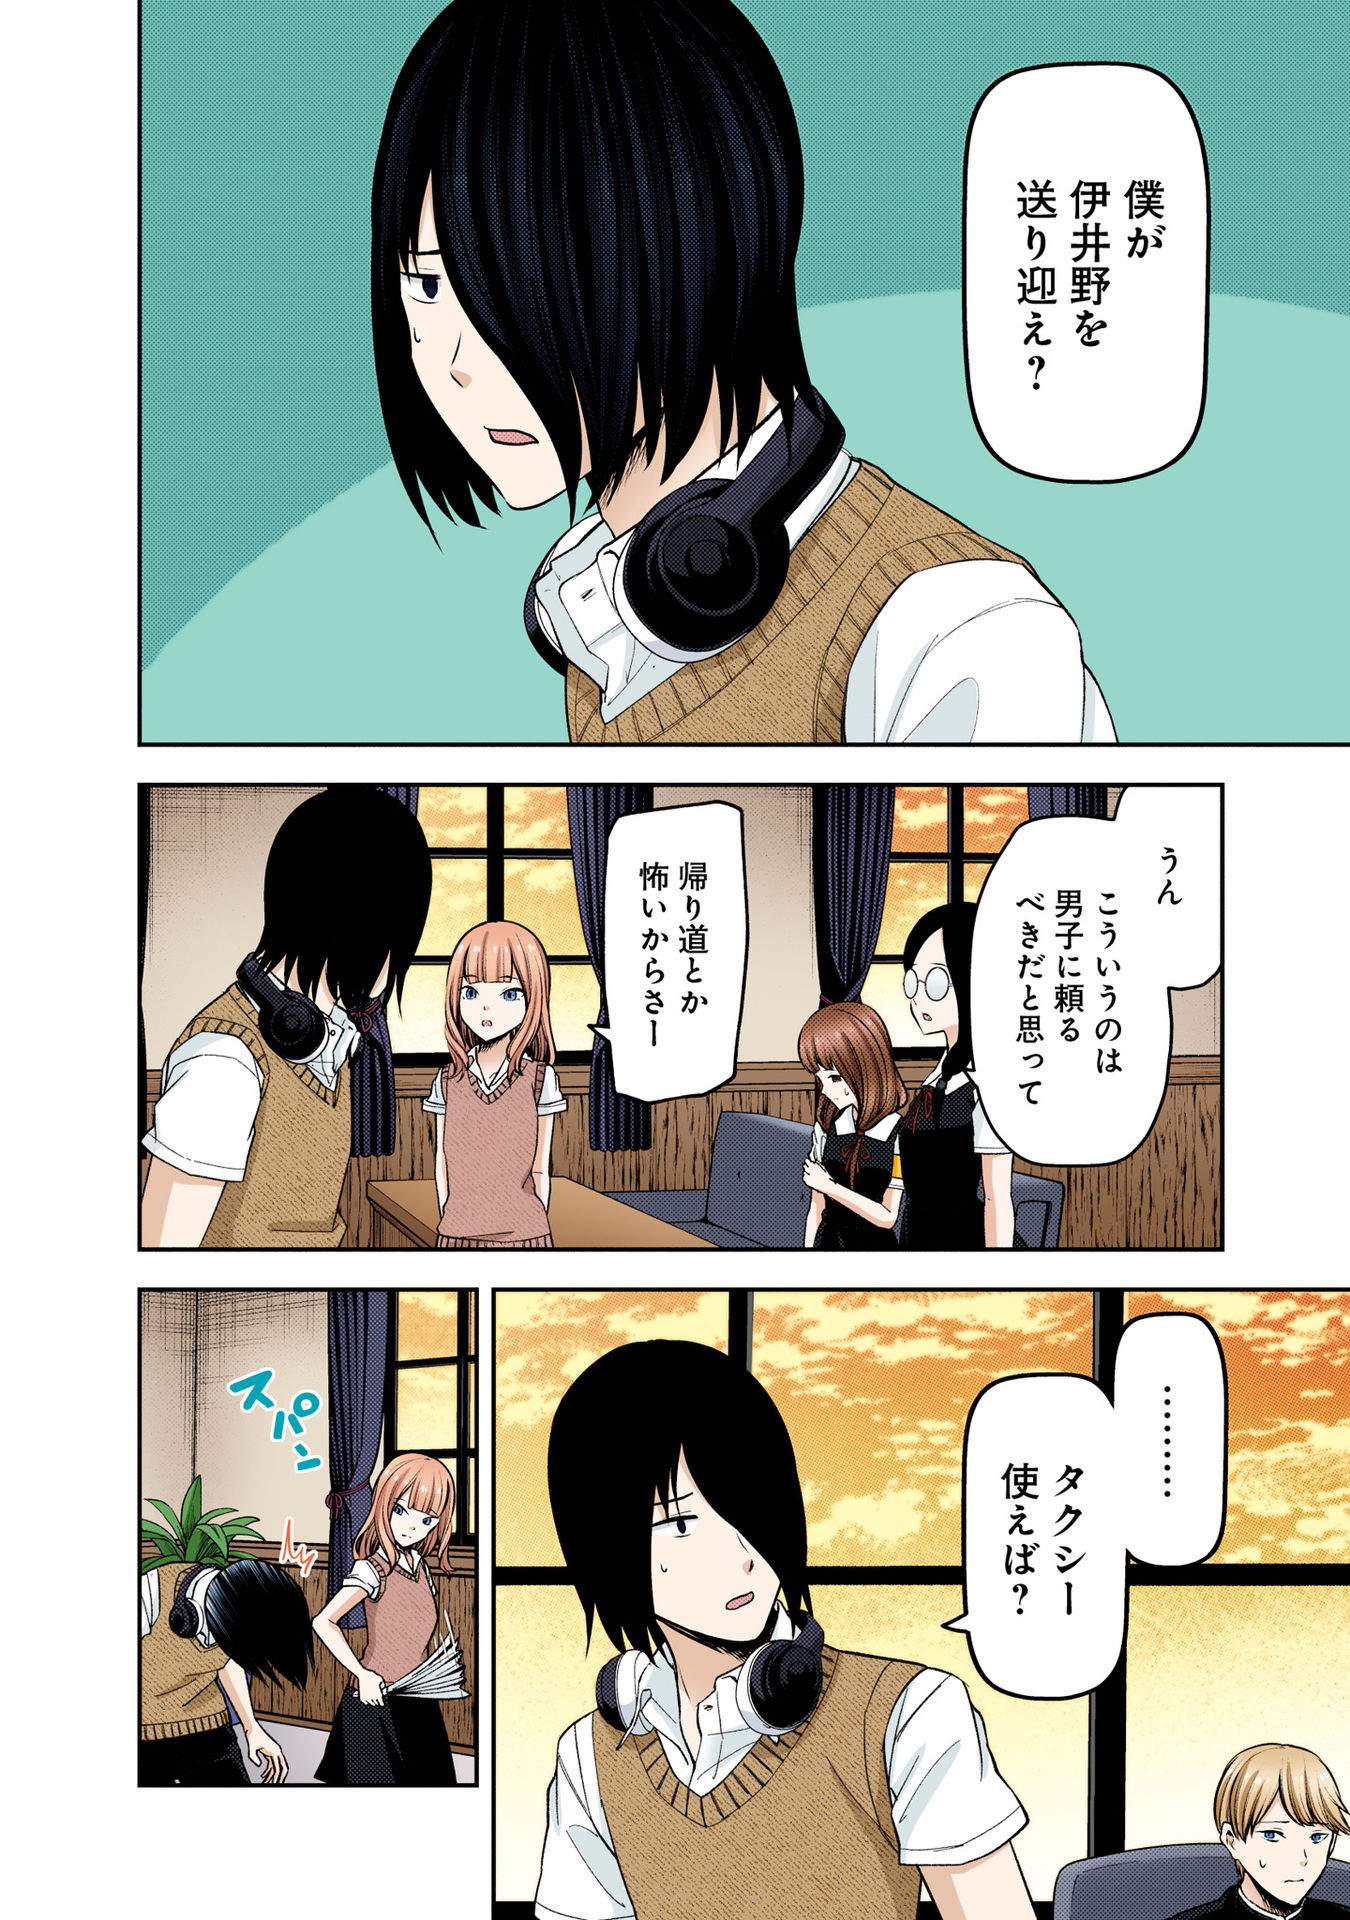 僕が
伊井野を
送り迎え?
うん
こういうのは
男子に頼る
べきだと思って
帰り道とか
怖いからさー
………
タクシー
使えば?
スパン